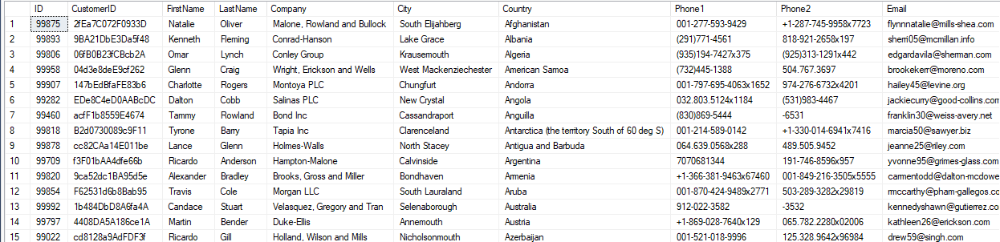 ID CustomerID FirstName LastName Company City Country Phone1 Phone2 Email
1 99875 2fEa7C072F0933D Natalie Oliver Malone, Rowland and Bullock South Elijahberg Afghanistan 001-277-593-9429 +1-287-745-9958x7723 flynnnatalie@mills-shea.com
2 99893 9BA21DbE3Da5f48 Kenneth Fleming Conrad-Hanson Lake Grace Albania (291)771-4561 818-921-2658x197 sherri05@mcmillan.info
3 99806 06fB0B23fCBcb2A Omar Lynch Conley Group Krausemouth Algeria (935)194-7427x375 (925)313-1291x442 edgardavila@sherman.com
4 99958 04d3e8deE9cf262 Glenn Craig Wright, Erickson and Wells West Mackenziechester American Samoa (732)445-1388 504.767.3697 brookekerr@moreno.com
5 99907 147bEdBfaFE83b6 Charlotte Rogers Montoya PLC Chungfurt Andorra 001-797-695-4063x1652 974-276-6732x4201 hailey45@levine.org
6 99282 EDe8C4eD0AABcDC Dalton Cobb Salinas PLC New Crystal Angola 032.803.5124x1184 (531)983-4467 jackiecurry@good-collins.com
7 99460 acfF1b8559E4674 Tammy Rowland Bond Inc Cassandraport Anguilla (830)869-5444 -6531 franklin30@weiss-avery.net
8 99818 B2d0730089c9F11 Tyrone Barry Tapia Inc Clarenceland Antarctica (the territory South of 60 deg S) 001-214-589-0142 +1-330-014-6941x7416 marcia50@sawyer.biz
9 99878 cc82CAa14E011be Lance Glenn Holmes-Walls North Stacey Antigua and Barbuda 064.639.0568x288 489.505.9452 jeanne25@riley.com
10 99709 f3F01bAA4dfe66b Ricardo Anderson Hampton-Malone Calvinside Argentina 7070681344 191-746-8596x957 yvonne95@grimes-glass.com
11 99820 9ca52dc1BA95d5e Alexander Bradley Brooks, Gross and Miller Bondhaven Armenia +1-366-381-9463x67460 001-849-216-3505x5555 carmentodd@dalton-mcdowe
12 99854 F62531d6b8Bab95 Travis Cole Morgan LLC South Lauraland Aruba 001-870-424-9489x2771 503-289-3282x29819 mccarthy@pham-gallegos.co
13 99992 1b484DbD8A6fa4A Candace Stuart Velasquez, Gregory and Tran Selenaborough Australia 912-022-3582 -3532 kennedyshawn@gutierrez.co
14 99797 4408DA5A186ce1A Martin Bender Duke-Ellis Annemouth Austria +1-869-028-7640x129 065.782.2280x02006 kathleen26@erickson.com
15 99022 cd8128a9AdFDF3f Ricardo Gill Holland, Wilson and Mills Nicholsonmouth Azerbaijan 001-521-018-9996 125.328.9642x96984 drew59@singh.com